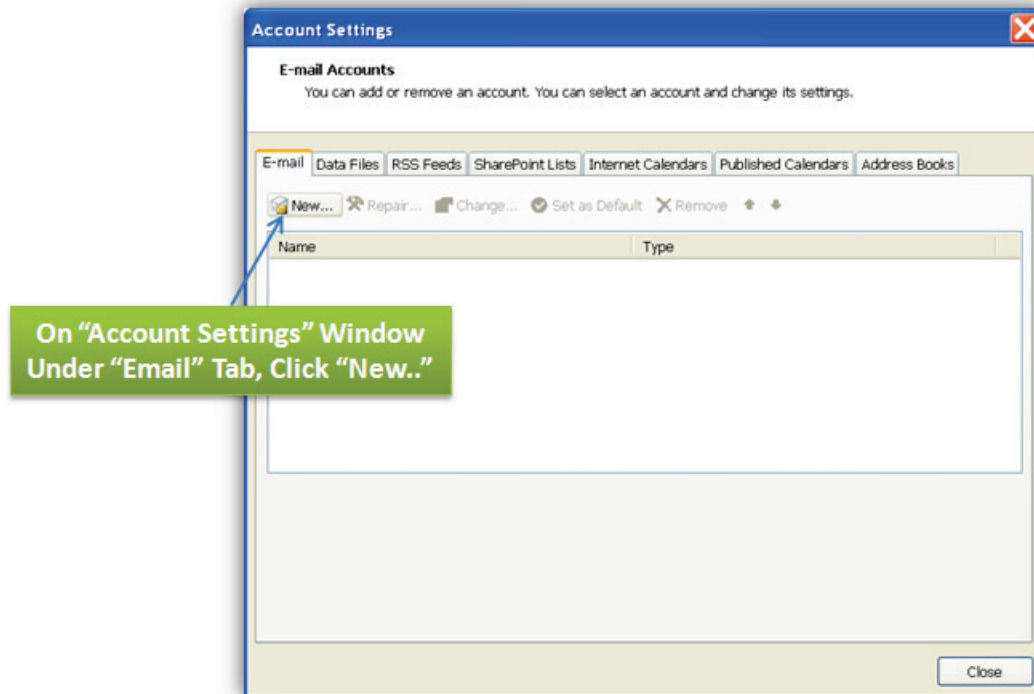 Account Settings
E-mail Accounts
You can add or remove an account. You can select an account and change its settings.
E-mail Data Files RSS Feeds SharePoint Lists Internet Calendars Published Calendars Address Books
New... Repair... Change... Set as Default Remove
Name Type
On “Account Settings” Window
Under “Email” Tab, Click “New..”
Close